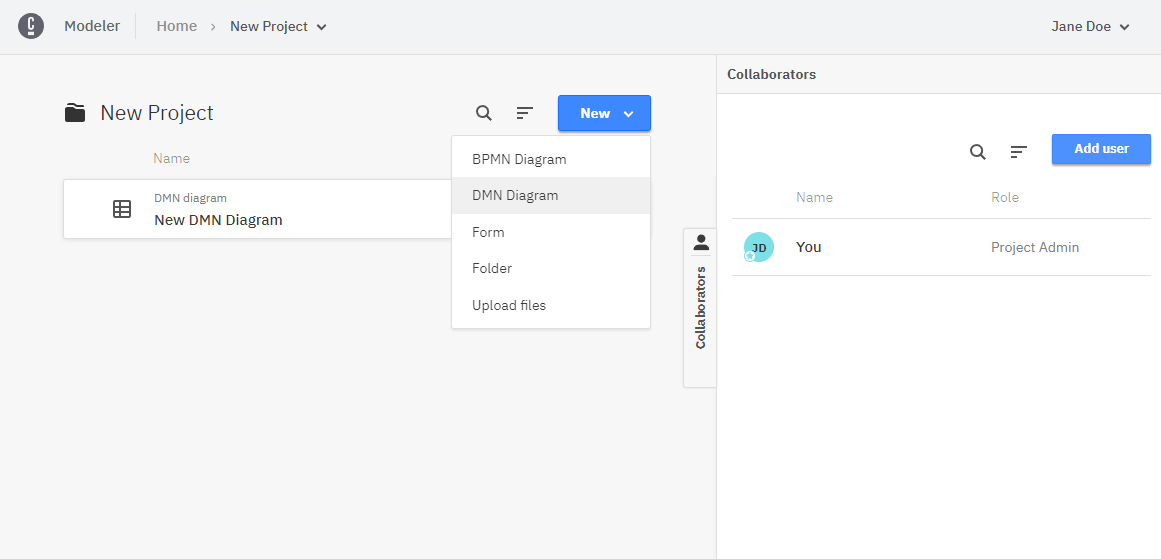 C Modeler Home › New Project Jane Doe
Collaborators
New Project
New
Name
DMN diagram
New DMN Diagram
BPMN Diagram
DMN Diagram
Form
Folder
Upload files
Collaborators
Add user
Name Role
JD You Project Admin